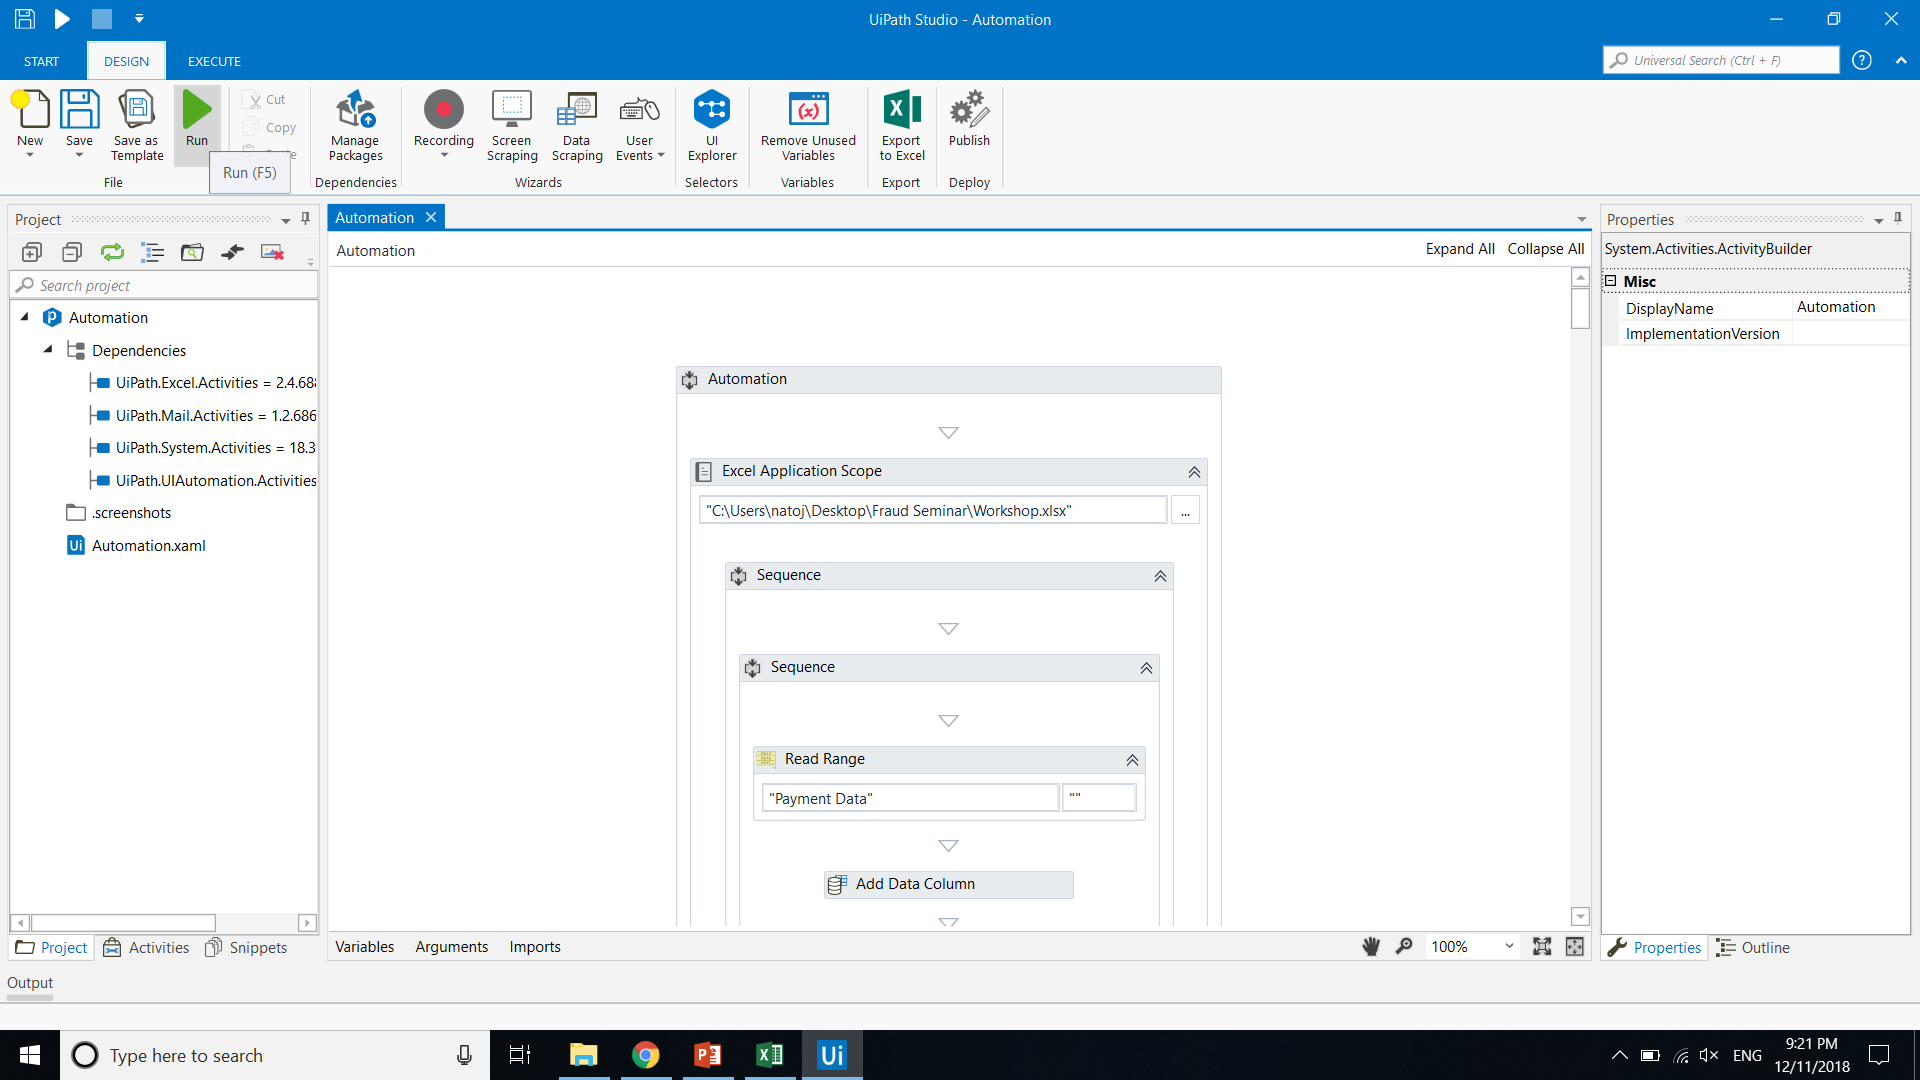 UiPath Studio - Automation
START
DESIGN
EXECUTE
Universal Search (Ctrl + F)
New
Save
Save as
Template
Run
Cut
Copy
Manage
Packages
Recording
Screen
Scraping
Data
Scraping
User
Events
UI
Explorer
Remove Unused
Variables
Export
to Excel
Publish
File
Run (F5)
Dependencies
Wizards
Selectors
Variables
Export
Deploy
Project
Search project
Automation
Dependencies
UiPath.Excel.Activities = 2.4.68
UiPath.Mail.Activities = 1.2.686
UiPath.System.Activities = 18.3
UiPath.UIAutomation.Activities
.screenshots
Ui Automation.xaml
Project
Activities
Snippets
Automation
Automation
Expand All
Collapse All
Automation
Excel Application Scope
"C:\Users\natoj\Desktop\Fraud Seminar\Workshop.xlsx"
...
Sequence
Sequence
Read Range
"Payment Data"
""
Add Data Column
Variables
Arguments
Imports
100%
Properties
System.Activities.ActivityBuilder
Misc
DisplayName
Automation
ImplementationVersion
Properties
Outline
Output
Type here to search
Ui
ENG
9:21 PM
12/11/2018